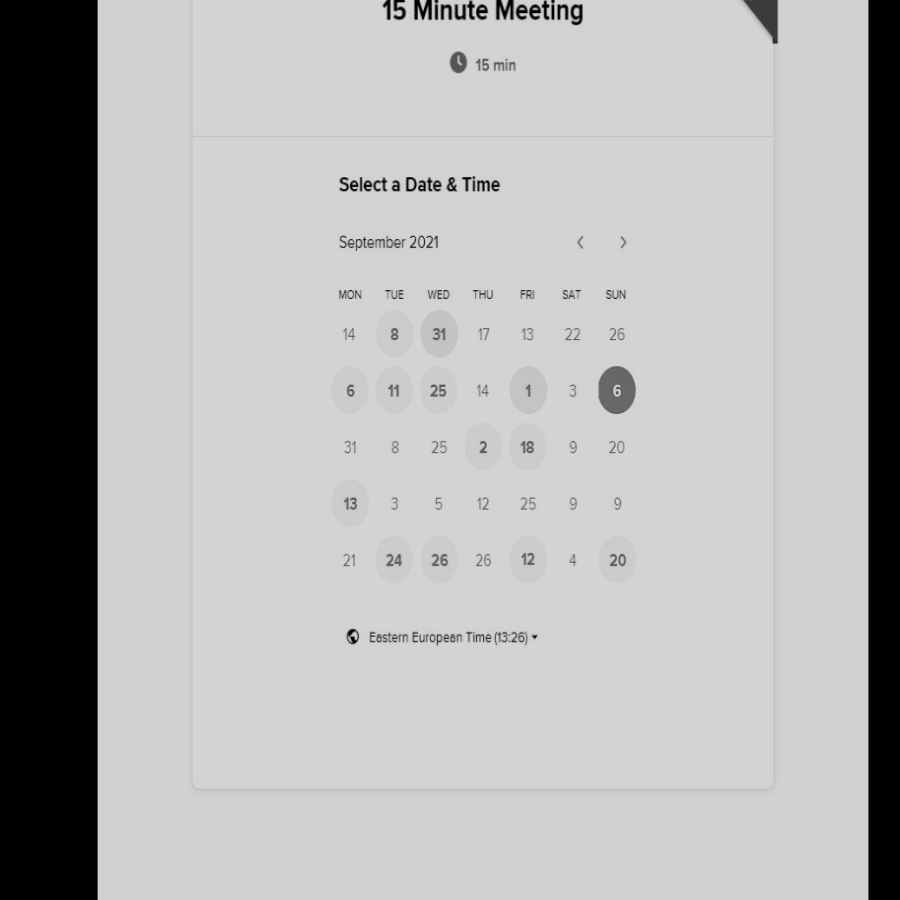 15 Minute Meeting
15 min
Select a Date & Time
September 2021
MON TUE WED THU FRI SAT SUN
14 8 31 17 13 22 26
6 11 25 14 1 3 6
31 8 25 2 18 9 20
13 3 5 12 25 9 9
21 24 26 26 12 4 20
Eastern European Time (13:26)